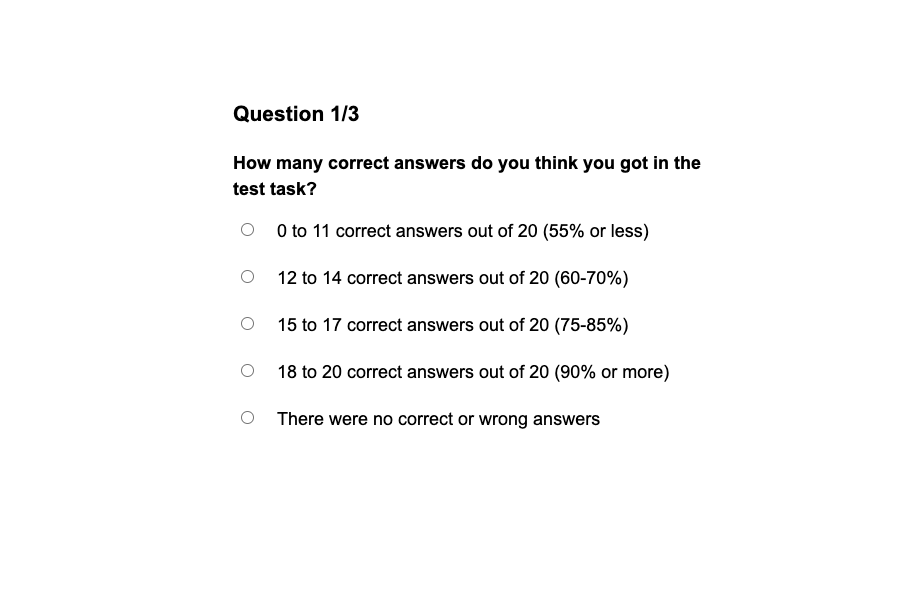 Question 1/3
How many correct answers do you think you got in the
test task?
0 to 11 correct answers out of 20 (55% or less)
12 to 14 correct answers out of 20 (60-70%)
15 to 17 correct answers out of 20 (75-85%)
18 to 20 correct answers out of 20 (90% or more)
There were no correct or wrong answers